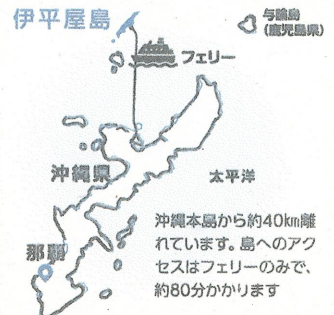 伊平屋島
与論島
(鹿児島県)
フェリー
沖縄県
太平洋
那覇
沖縄本島から約40km離
れています。島へのアク
セスはフェリーのみで、
約80分かかります